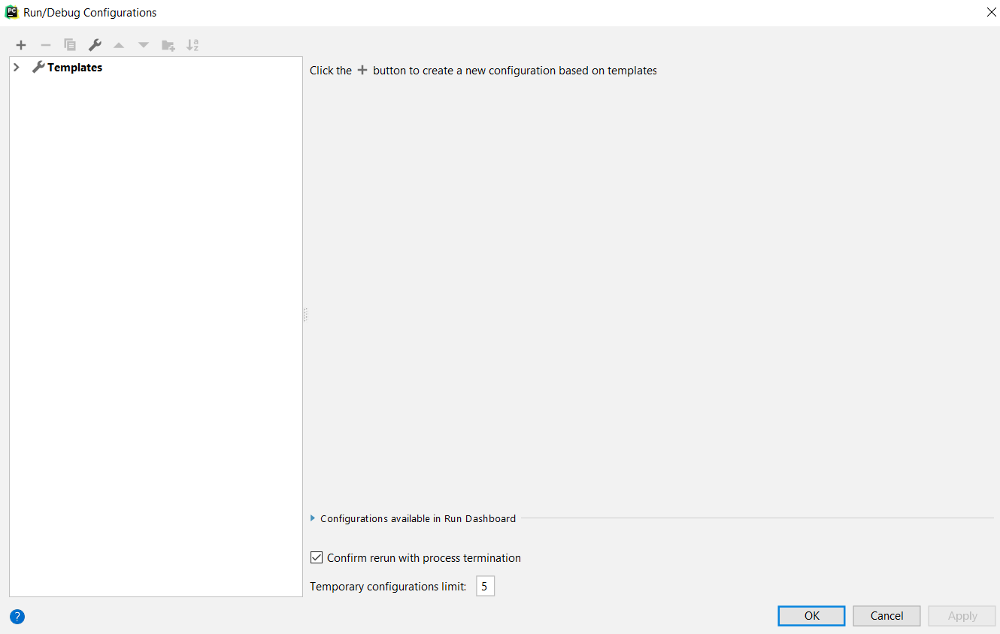 PC Run/Debug Configurations
Templates
Click the + button to create a new configuration based on templates
Configurations available in Run Dashboard
Confirm rerun with process termination
Temporary configurations limit: 5
? OK Cancel Apply